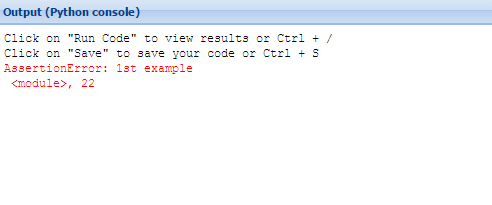 Output (Python console)
Click on "Run Code" to view results or Ctrl + /
Click on "Save" to save your code or Ctrl + S
AssertionError: 1st example
<module>, 22